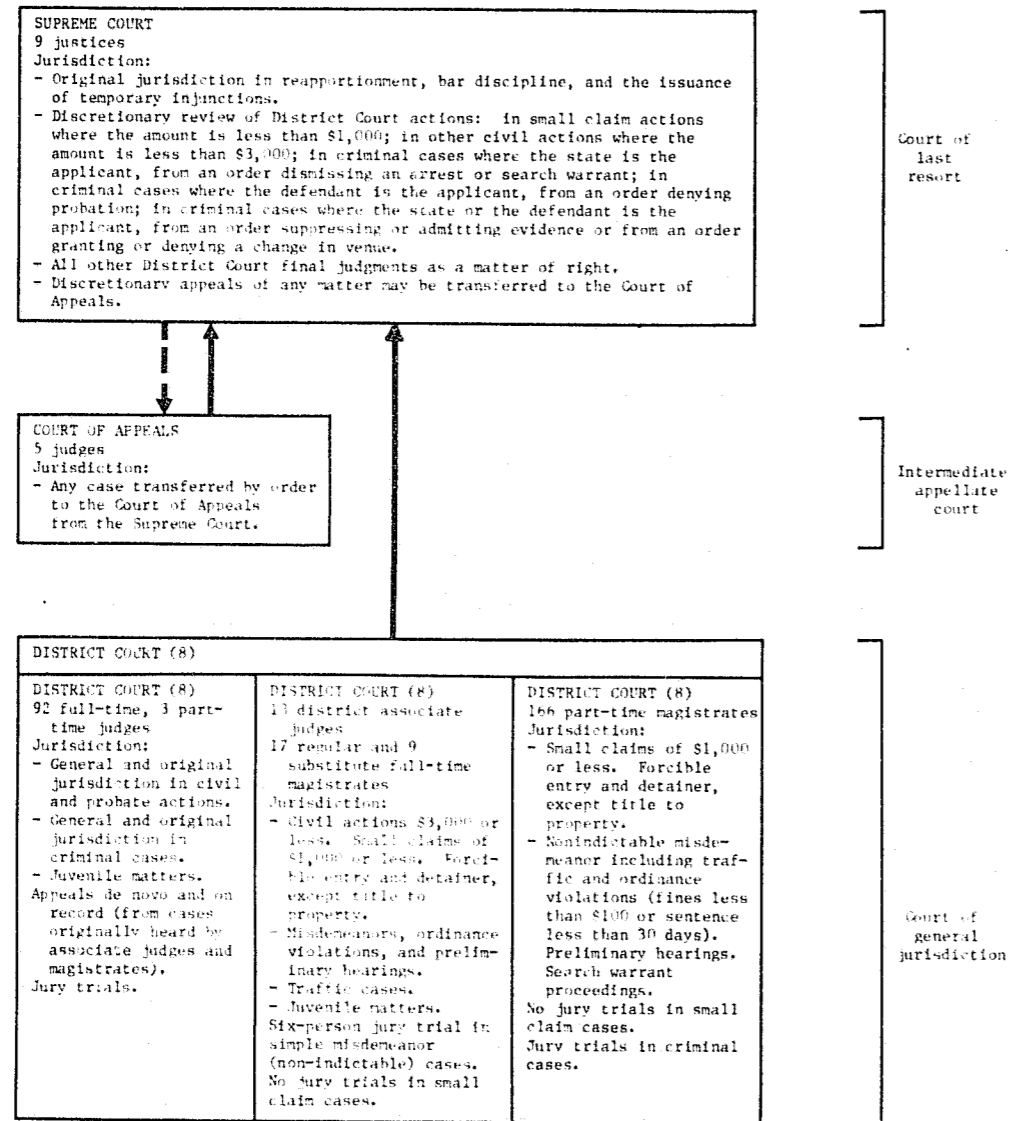 SUPREME COURT
9 justices
Jurisdiction:
- Original jurisdiction in reapportionment, bar discipline, and the issuance
of temporary injunctions.
- Discretionary review of District Court actions: in small claim actions
where the amount is less than $1,000; in other civil actions where the
amount is less than $3,000; in criminal cases where the state is the
applicant, from an order dismissing an arrest or search warrant; in
criminal cases where the defendant is the applicant, from an order denying
probation; in criminal cases where the state or the defendant is the
applicant, from an order suppressing or admitting evidence or from an order
granting or denying a change in venue.
- All other District Court final judgments as a matter of right.
- Discretionary appeals of any matter may be transferred to the Court of
Appeals.
Court of
last
resort
COURT OF APPEALS
5 judges
Jurisdiction:
- Any case transferred by order
to the Court of Appeals
from the Supreme Court.
Intermediate
appellate
court
DISTRICT COURT (8)
DISTRICT COURT (8)
92 full-time, 3 part-
time judges
Jurisdiction:
- General and original
jurisdiction in civil
and probate actions.
- General and original
jurisdiction in
criminal cases.
- Juvenile matters.
Appeals de novo and on
record (from cases
originally heard by
associate judges and
magistrates).
Jury trials.
DISTRICT COURT (8)
13 district associate
judges
17 regular and 9
substitute full-time
magistrates
Jurisdiction:
- Civil actions $3,000 or
less. Small claims of
$1,000 or less. Forci-
ble entry and detainer,
except title to
property.
- Misdemeanors, ordinance
violations, and prelim-
inary hearings.
- Traffic cases.
- Juvenile matters.
Six-person jury trial in
simple misdemeanor
(non-indictable) cases.
No jury trials in small
claim cases.
DISTRICT COURT (8)
166 part-time magistrates
Jurisdiction:
- Small claims of $1,000
or less. Forcible
entry and detainer,
except title to
property.
- Nonindictable misde-
meanor including traf-
fic and ordinance
violations (fines less
than $100 or sentence
less than 30 days).
Preliminary hearings.
Search warrant
proceedings.
No jury trials in small
claim cases.
Jury trials in criminal
cases.
Court of
general
jurisdiction